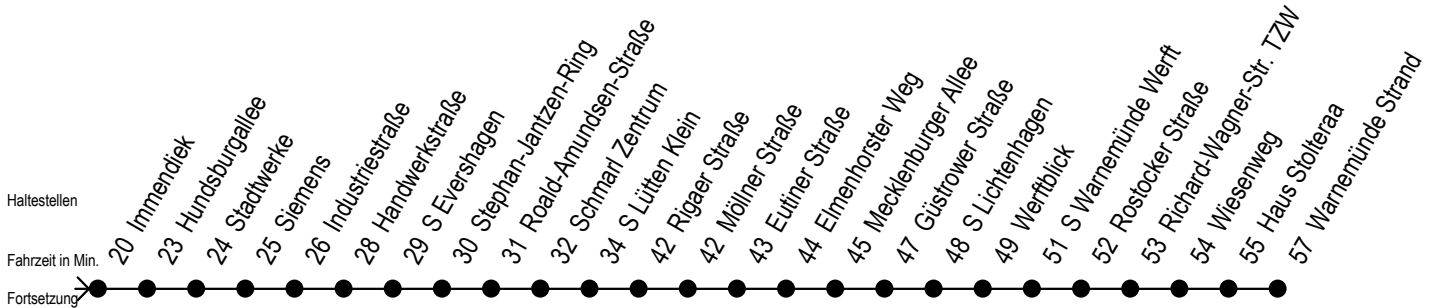 Haltestellen
Fahrzeit in Min.
Fortsetzung
20 Immendiek
23 Hundsburgallee
24 Stadtwerke
25 Siemens
26 Industriestraße
28 Handwerkstraße
29 S Evershagen
30 Stephan-Jantzen-Ring
31 Roald-Amundsen-Straße
32 Schmarl Zentrum
34 S Lütten Klein
42 Rigaer Straße
42 Möllner Straße
43 Eutiner Straße
44 Elmenhorster Weg
45 Mecklenburger Allee
47 Güstrower Straße
48 S Lichtenhagen
49 Werftblick
51 S Warnemünde Werft
52 Rostocker Straße
53 Richard-Wagner-Str. TZW
54 Wiesenweg
55 Haus Stolteraa
57 Warnemünde Strand